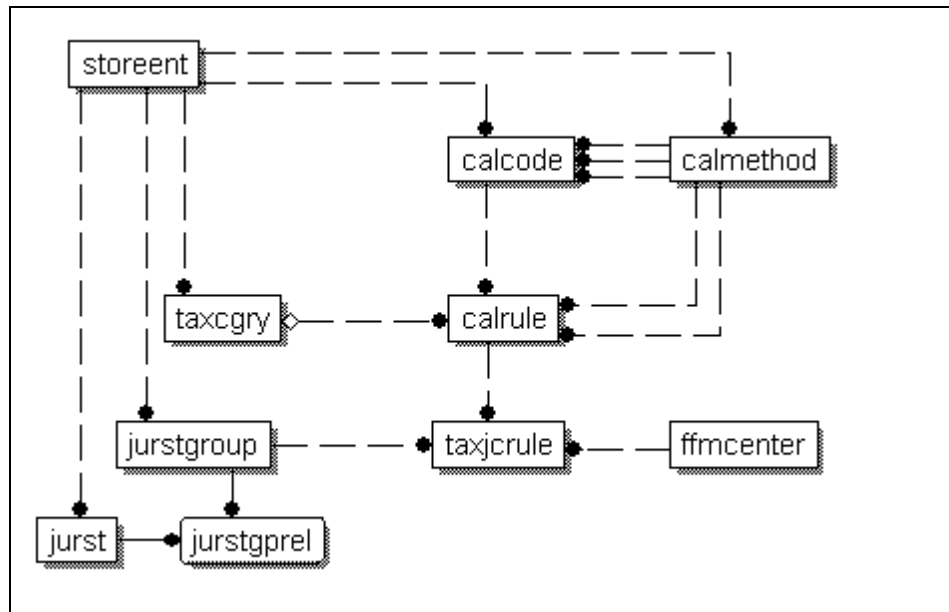 storeent
calcode
calmethod
taxcgry
calrule
jurstgroup
taxjcrule
ffmcenter
jurst
jurstgprel